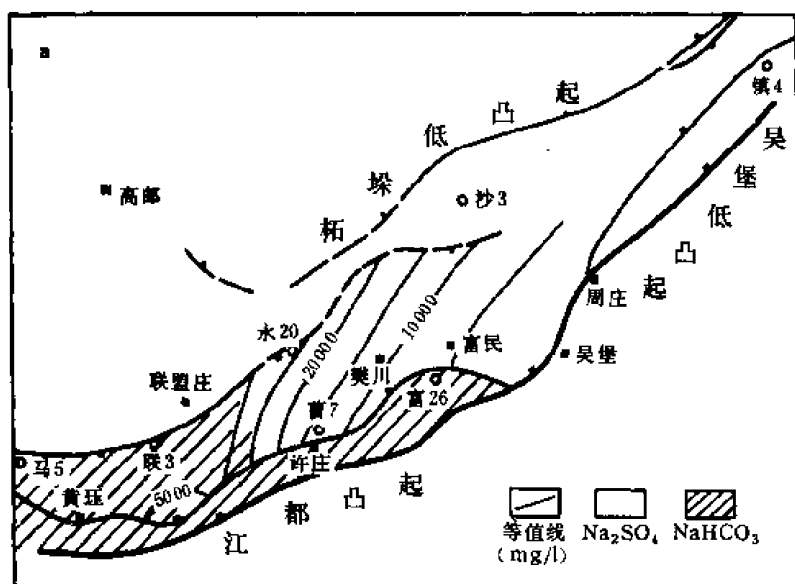 镇4
柘垛低凸起
吴堡低凸起
高邮
沙3
周庄
永20
20000
10000
富民
吴堡
联盟庄
樊川
富26
曹7
许庄
马5
联3
黄珏
5000
江都凸起
等值线
(mg/l)
Na₂SO₄
NaHCO₃